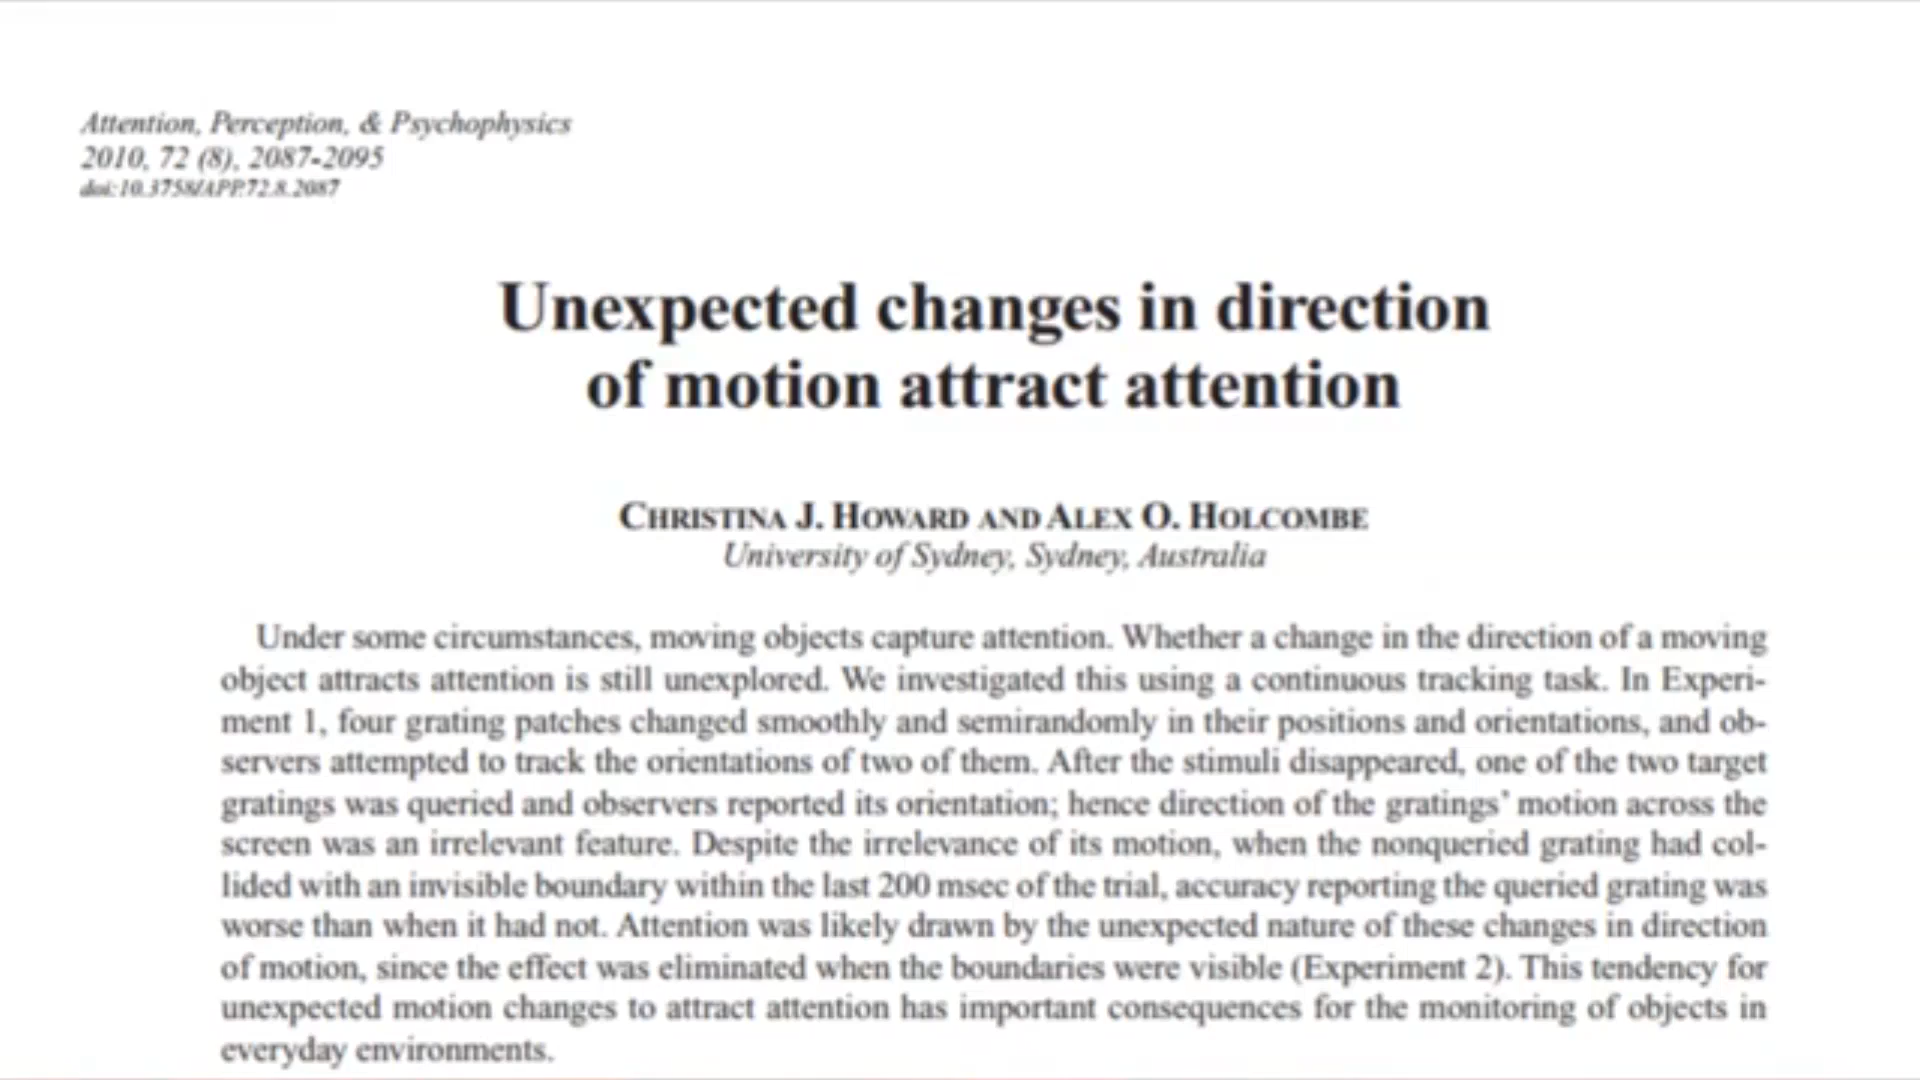 Attention, Perception, & Psychophysics
2010, 72 (8), 2087-2095
doi:10.3758/APP.72.8.2087
Unexpected changes in direction
of motion attract attention
CHRISTINA J. HOWARD AND ALEX O. HOLCOMBE
University of Sydney, Sydney, Australia
Under some circumstances, moving objects capture attention. Whether a change in the direction of a moving
object attracts attention is still unexplored. We investigated this using a continuous tracking task. In Experi-
ment 1, four grating patches changed smoothly and semirandomly in their positions and orientations, and ob-
servers attempted to track the orientations of two of them. After the stimuli disappeared, one of the two target
gratings was queried and observers reported its orientation; hence direction of the gratings' motion across the
screen was an irrelevant feature. Despite the irrelevance of its motion, when the nonqueried grating had col-
lided with an invisible boundary within the last 200 msec of the trial, accuracy reporting the queried grating was
worse than when it had not. Attention was likely drawn by the unexpected nature of these changes in direction
of motion, since the effect was eliminated when the boundaries were visible (Experiment 2). This tendency for
unexpected motion changes to attract attention has important consequences for the monitoring of objects in
everyday environments.